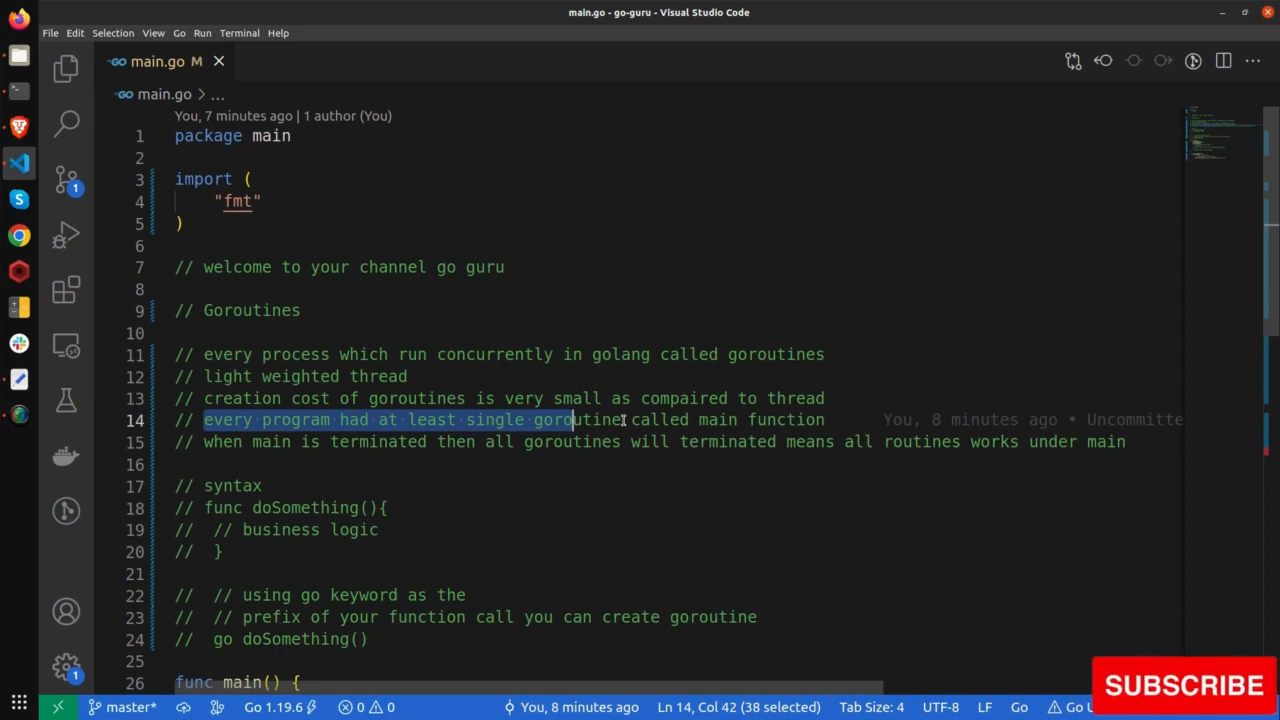 main.go - go-guru - Visual Studio Code
File Edit Selection View Go Run Terminal Help
main.go M
main.go > ...
You, 7 minutes ago | 1 author (You)
1 package main
2
3 import (
4 "fmt"
5 )
6
7 // welcome to your channel go guru
8
9 // Goroutines
10
11 // every process which run concurrently in golang called goroutines
12 // light weighted thread
13 // creation cost of goroutines is very small as compaired to thread
14 // every program had at least single goroutine called main function You, 8 minutes ago • Uncommitte
15 // when main is terminated then all goroutines will terminated means all routines works under main
16
17 // syntax
18 // func doSomething(){
19 // // business logic
20 // }
21
22 // // using go keyword as the
23 // // prefix of your function call you can create goroutine
24 // go doSomething()
25
26 func main() {
1
1
SUBSCRIBE
master* Go 1.19.6 0 0 You, 8 minutes ago Ln 14, Col 42 (38 selected) Tab Size: 4 UTF-8 LF Go Go U